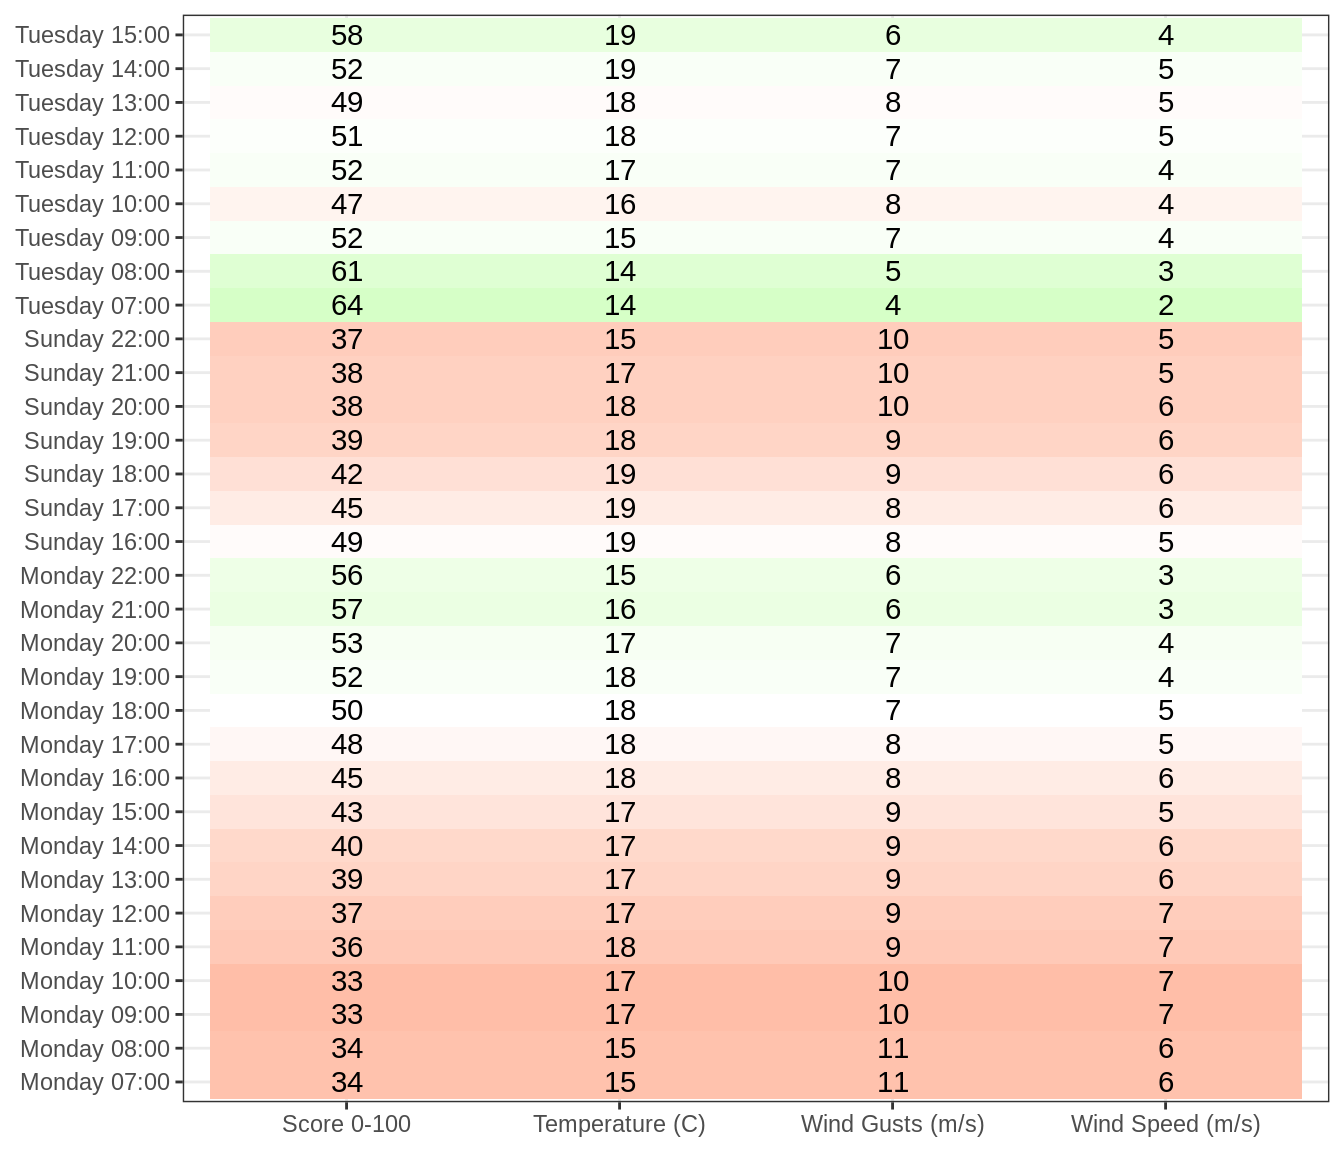 Tuesday 15:00 58 19 6 4
Tuesday 14:00 52 19 7 5
Tuesday 13:00 49 18 8 5
Tuesday 12:00 51 18 7 5
Tuesday 11:00 52 17 7 4
Tuesday 10:00 47 16 8 4
Tuesday 09:00 52 15 7 4
Tuesday 08:00 61 14 5 3
Tuesday 07:00 64 14 4 2
Sunday 22:00 37 15 10 5
Sunday 21:00 38 17 10 5
Sunday 20:00 38 18 10 6
Sunday 19:00 39 18 9 6
Sunday 18:00 42 19 9 6
Sunday 17:00 45 19 8 6
Sunday 16:00 49 19 8 5
Monday 22:00 56 15 6 3
Monday 21:00 57 16 6 3
Monday 20:00 53 17 7 4
Monday 19:00 52 18 7 4
Monday 18:00 50 18 7 5
Monday 17:00 48 18 8 5
Monday 16:00 45 18 8 6
Monday 15:00 43 17 9 5
Monday 14:00 40 17 9 6
Monday 13:00 39 17 9 6
Monday 12:00 37 17 9 7
Monday 11:00 36 18 9 7
Monday 10:00 33 17 10 7
Monday 09:00 33 17 10 7
Monday 08:00 34 15 11 6
Monday 07:00 34 15 11 6
Score 0-100 Temperature (C) Wind Gusts (m/s) Wind Speed (m/s)